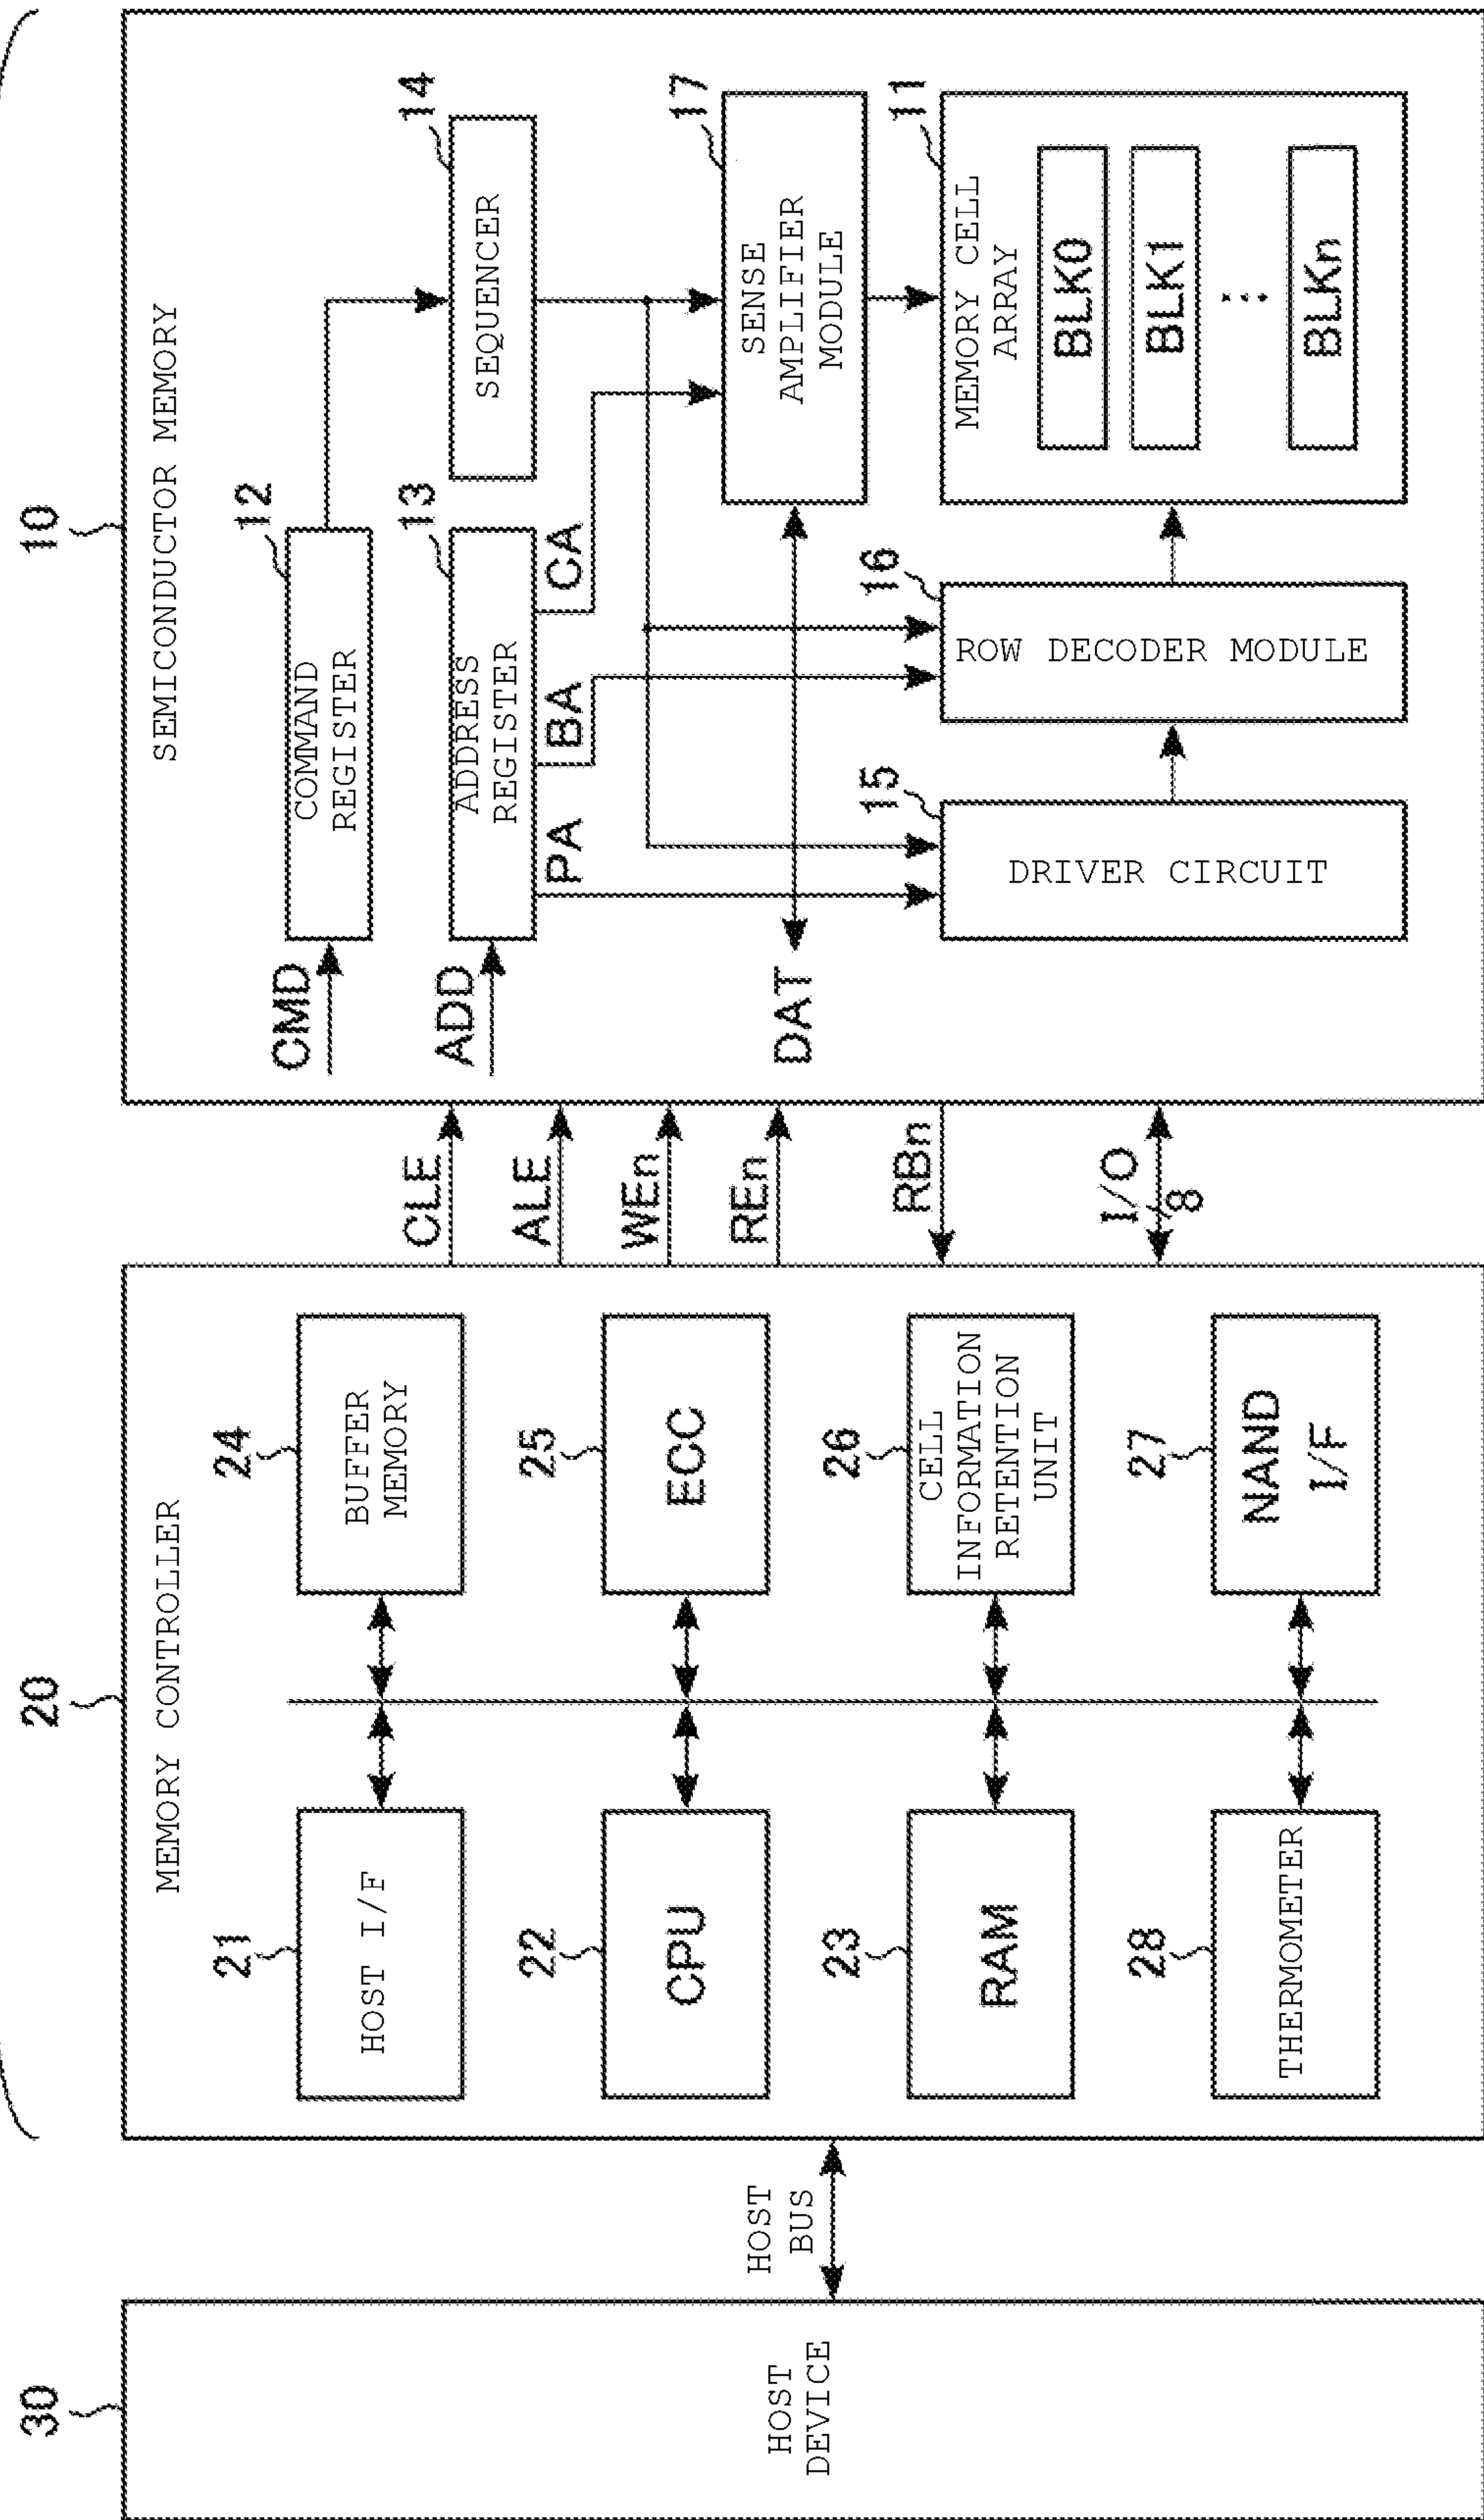 30
HOST
DEVICE
HOST
BUS
20
MEMORY CONTROLLER
21
HOST I/F
22
CPU
23
RAM
28
THERMOMETER
24
BUFFER
MEMORY
25
ECC
26
CELL
INFORMATION
RETENTION
UNIT
27
NAND
I/F
CLE
ALE
WEn
REn
RBn
I/O
8
10
SEMICONDUCTOR MEMORY
CMD
12
COMMAND
REGISTER
ADD
13
ADDRESS
REGISTER
14
SEQUENCER
PA
BA
CA
DAT
17
SENSE
AMPLIFIER
MODULE
15
DRIVER CIRCUIT
16
ROW DECODER MODULE
11
MEMORY CELL
ARRAY
BLK0
BLK1
⋮
BLKn